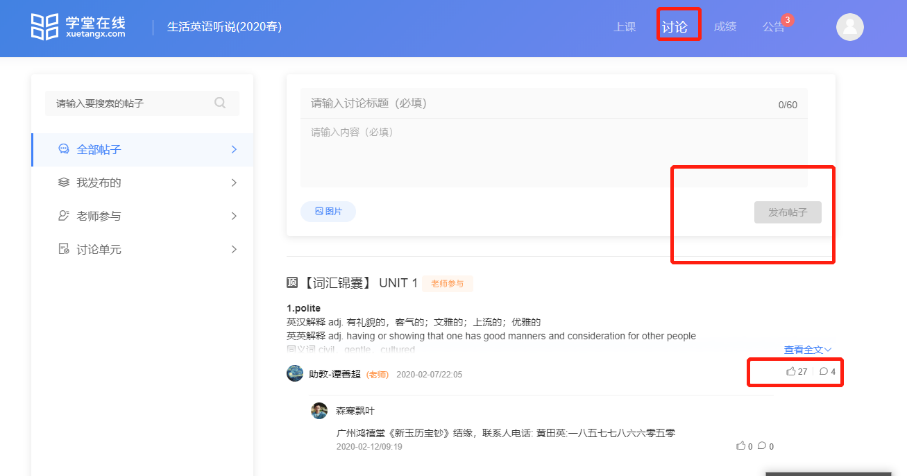 学堂在线
xuetangx.com
生活英语听说(2020春)
上课
讨论
成绩
公告
3
请输入要搜索的帖子
全部帖子
我发布的
老师参与
讨论单元
请输入讨论标题（必填）
0/60
请输入内容（必填）
图片
发布帖子
顶【词汇锦囊】 UNIT 1 老师参与
1.polite
英汉解释 adj. 有礼貌的，客气的；文雅的；上流的；优雅的
英英解释 adj. having or showing that one has good manners and consideration for other people
同义词 civil，gentle，cultured
查看全文
助教-谭善超 (老师) 2020-02-07/22:05
27 4
森骞飘叶
广州鸿禧堂《新玉历宝钞》结缘，联系人电话: 黄田英:一八五七七八六六零五零
2020-02-12/09:19
0 0